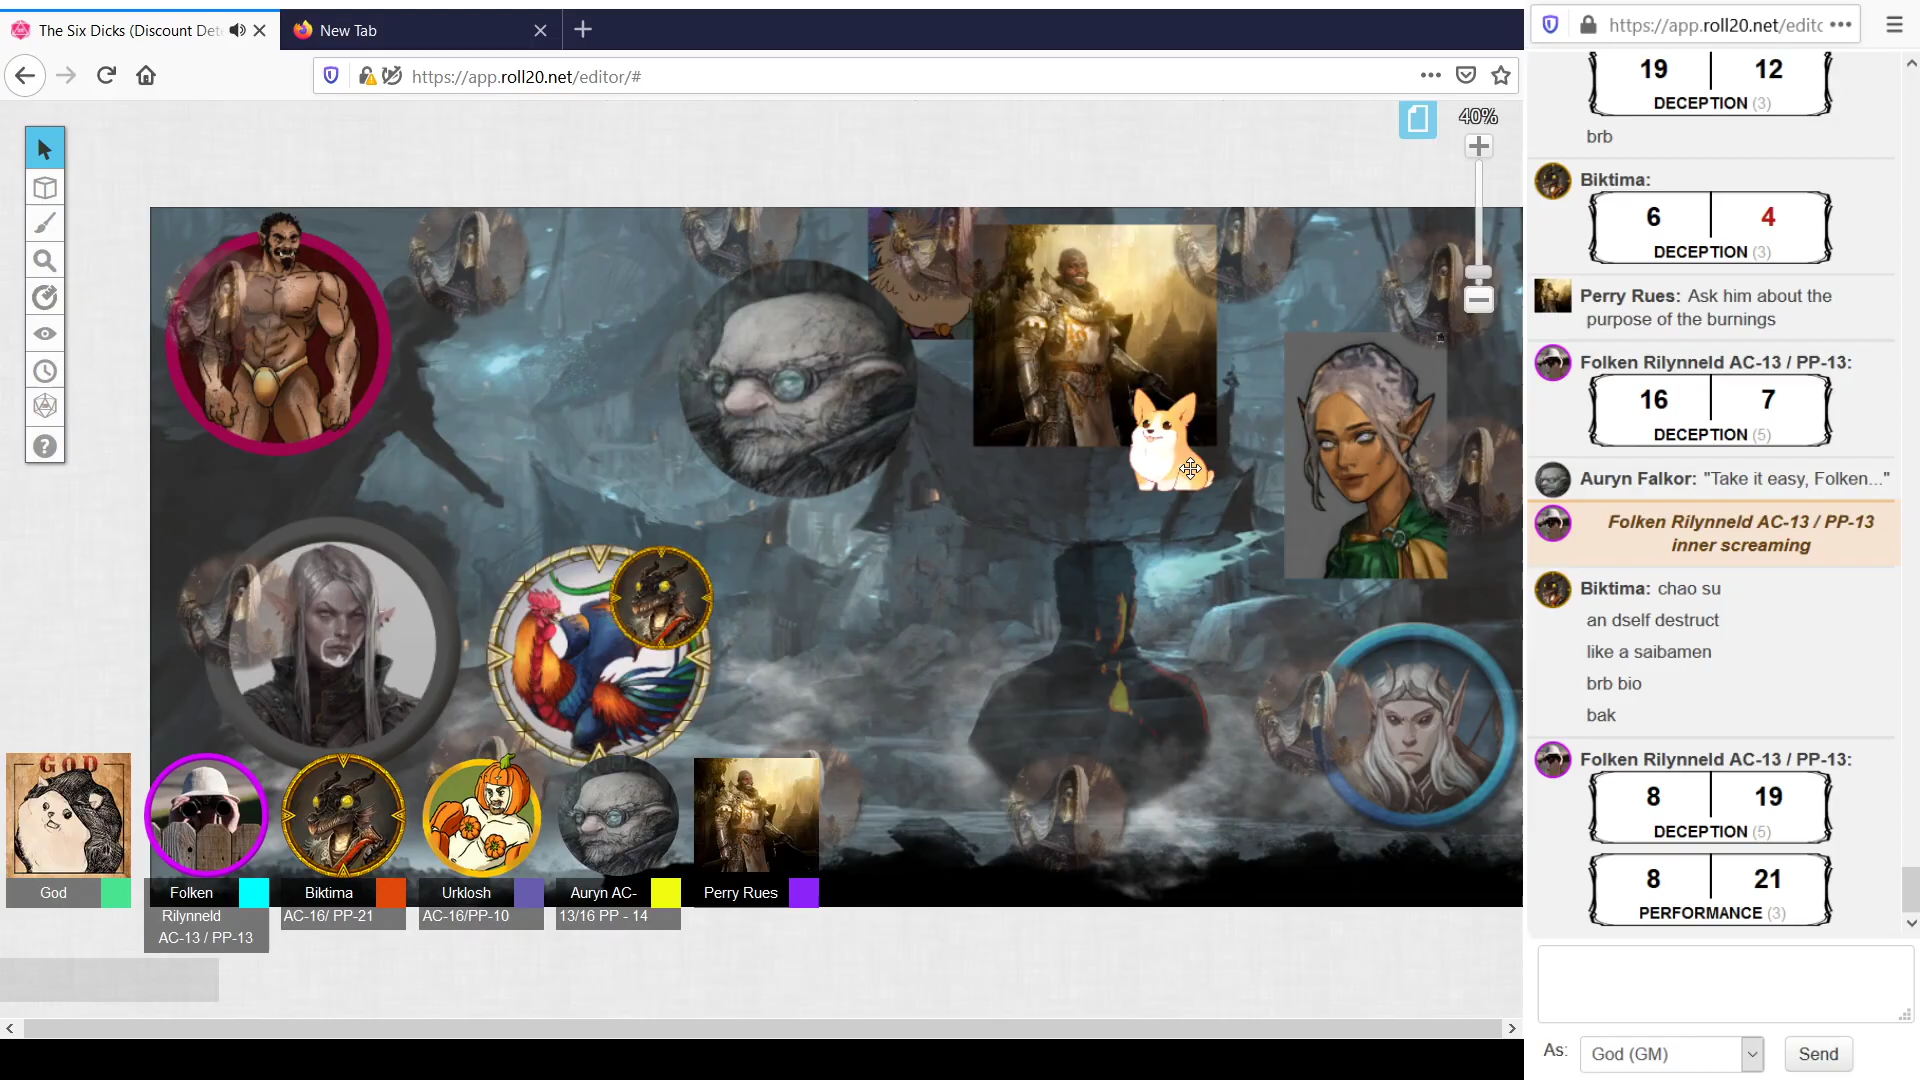 The Six Dicks (Discount Det
New Tab
https://app.roll20.net/editor/#
https://app.roll20.net/editc
40%
GOD
God
Folken
Rilynneld
AC-13 / PP-13
Biktima
AC-16/ PP-21
Urklosh
AC-16/PP-10
Auryn AC-
13/16 PP - 14
Perry Rues
19 12
DECEPTION (3)
brb
Biktima:
6 4
DECEPTION (3)
Perry Rues: Ask him about the
purpose of the burnings
Folken Rilynneld AC-13 / PP-13:
16 7
DECEPTION (5)
Auryn Falkor: "Take it easy, Folken..."
Folken Rilynneld AC-13 / PP-13
inner screaming
Biktima: chao su
an dself destruct
like a saibamen
brb bio
bak
Folken Rilynneld AC-13 / PP-13:
8 19
DECEPTION (5)
8 21
PERFORMANCE (3)
As:
God (GM)
Send